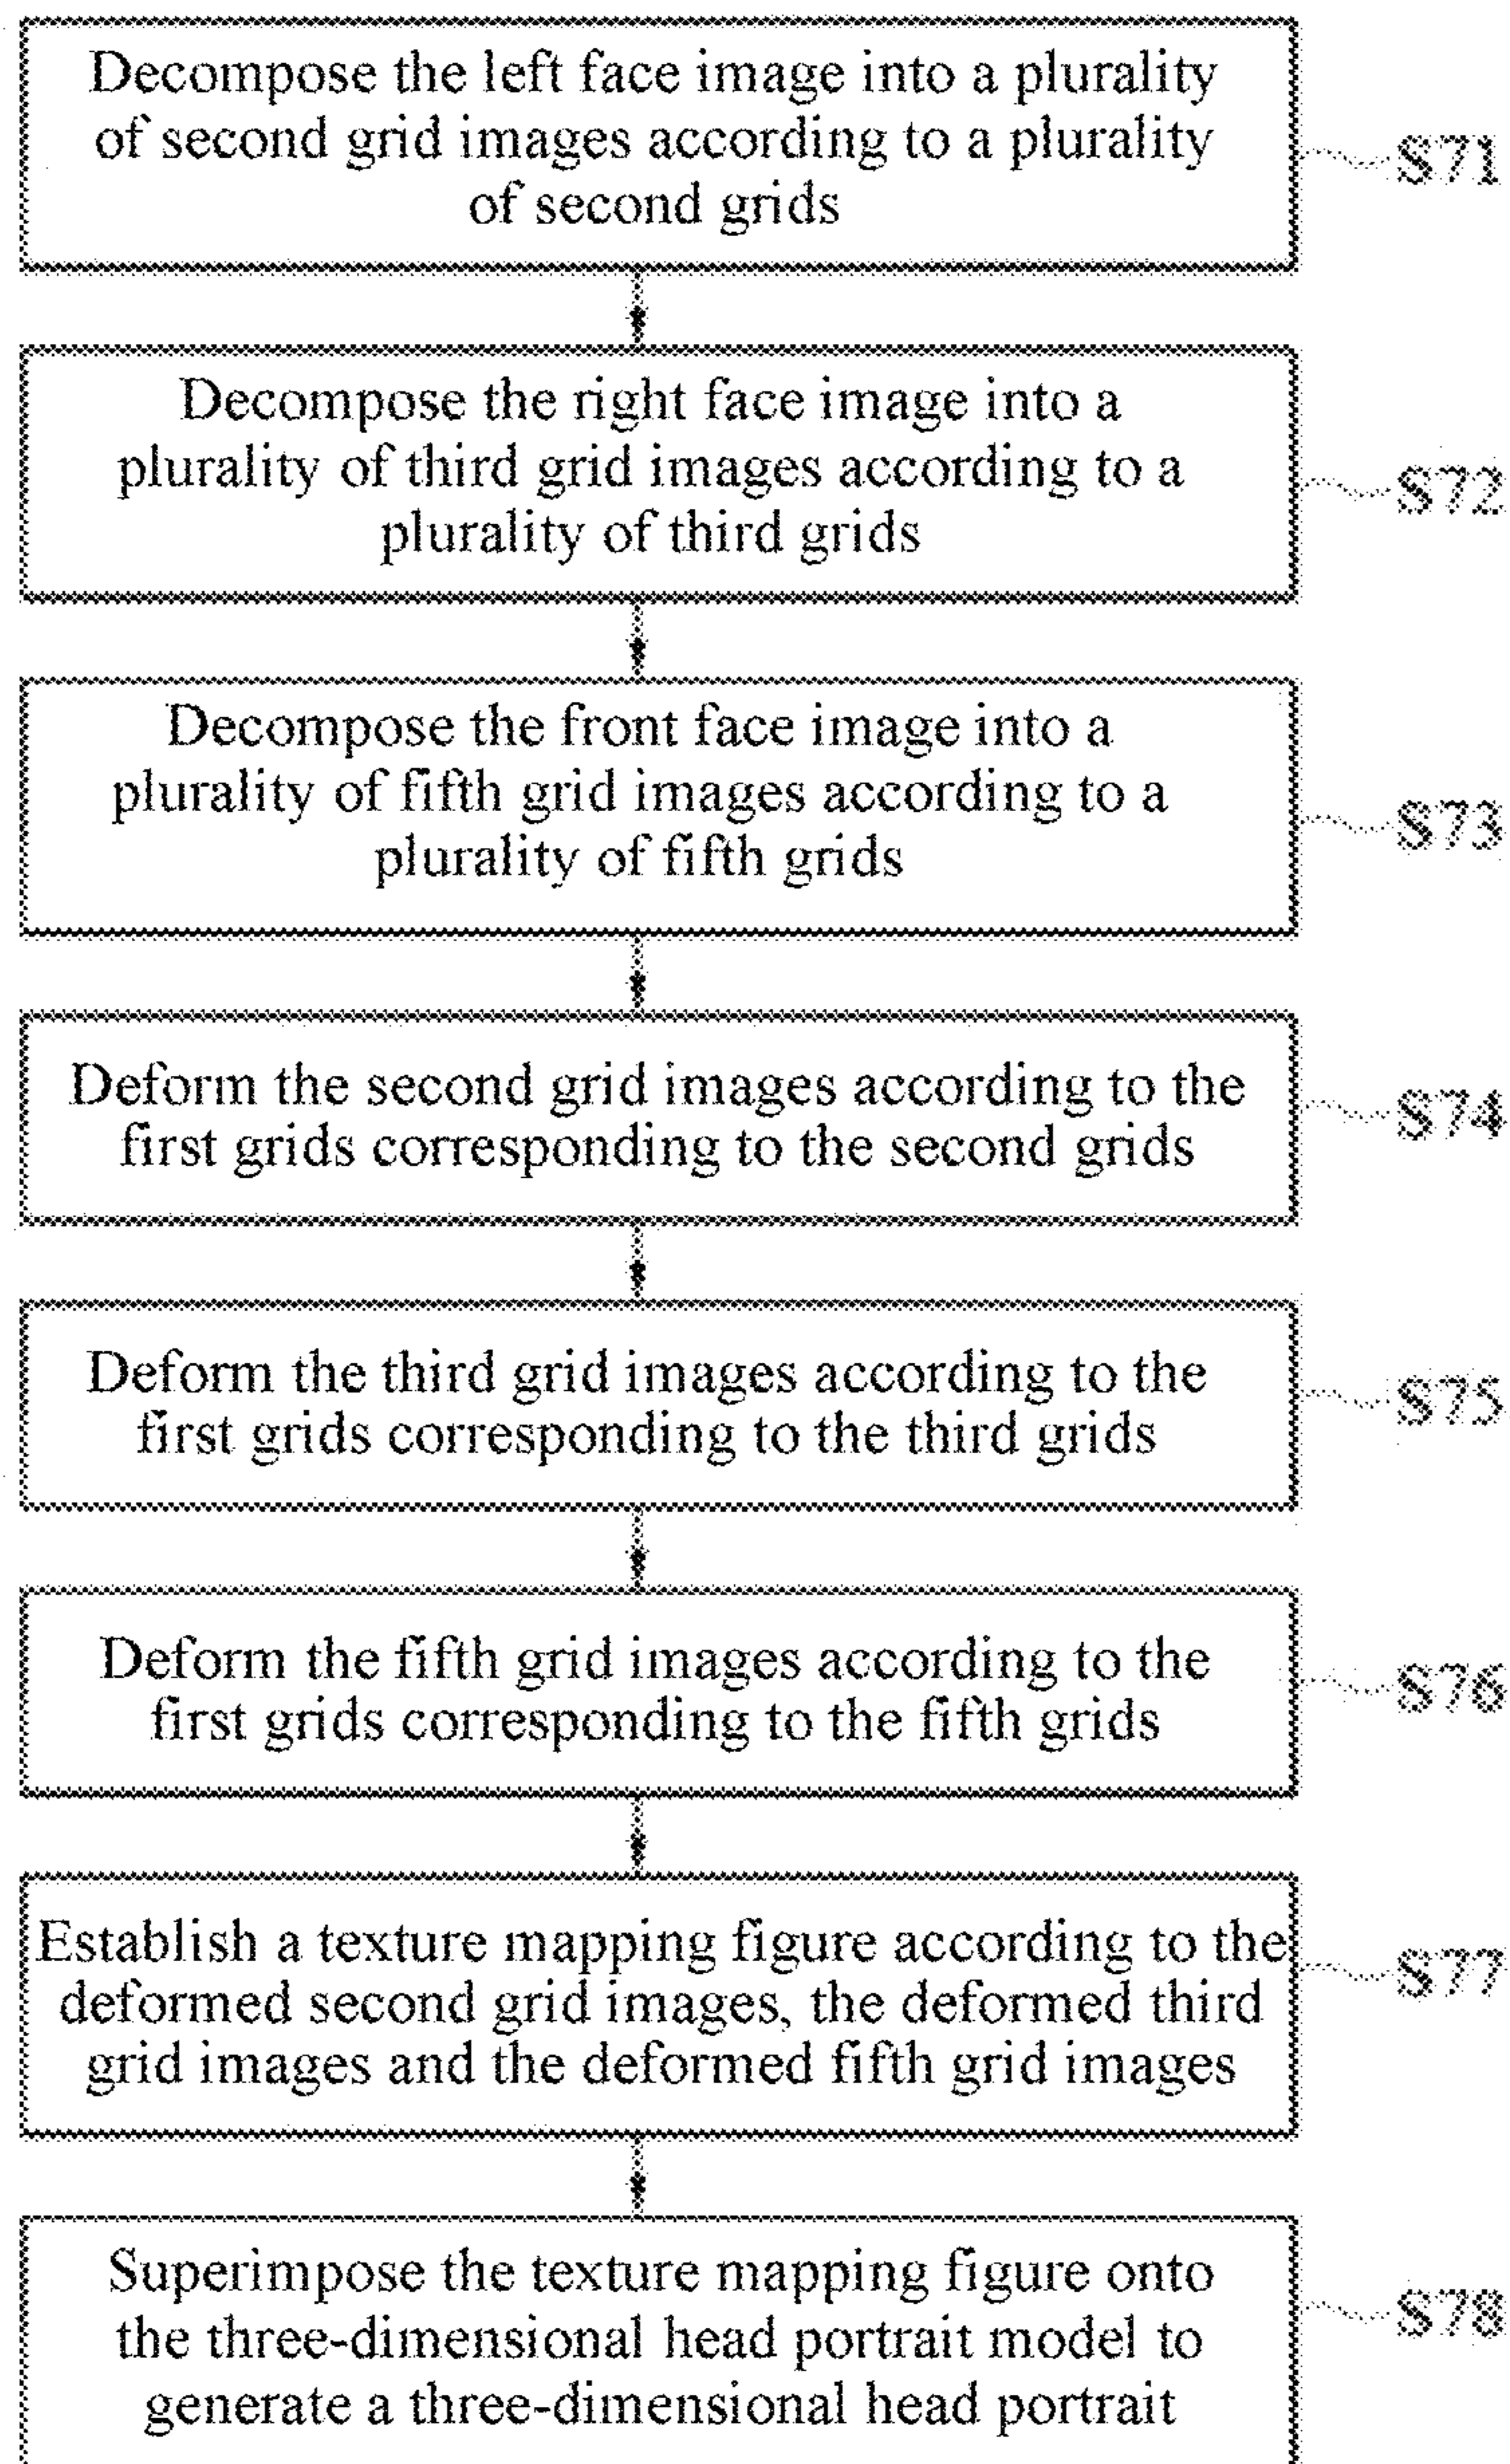 Decompose the left face image into a plurality
of second grid images according to a plurality
of second grids
S71
Decompose the right face image into a
plurality of third grid images according to a
plurality of third grids
S72
Decompose the front face image into a
plurality of fifth grid images according to a
plurality of fifth grids
S73
Deform the second grid images according to the
first grids corresponding to the second grids
S74
Deform the third grid images according to the
first grids corresponding to the third grids
S75
Deform the fifth grid images according to the
first grids corresponding to the fifth grids
S76
Establish a texture mapping figure according to the
deformed second grid images, the deformed third
grid images and the deformed fifth grid images
S77
Superimpose the texture mapping figure onto
the three-dimensional head portrait model to
generate a three-dimensional head portrait
S78